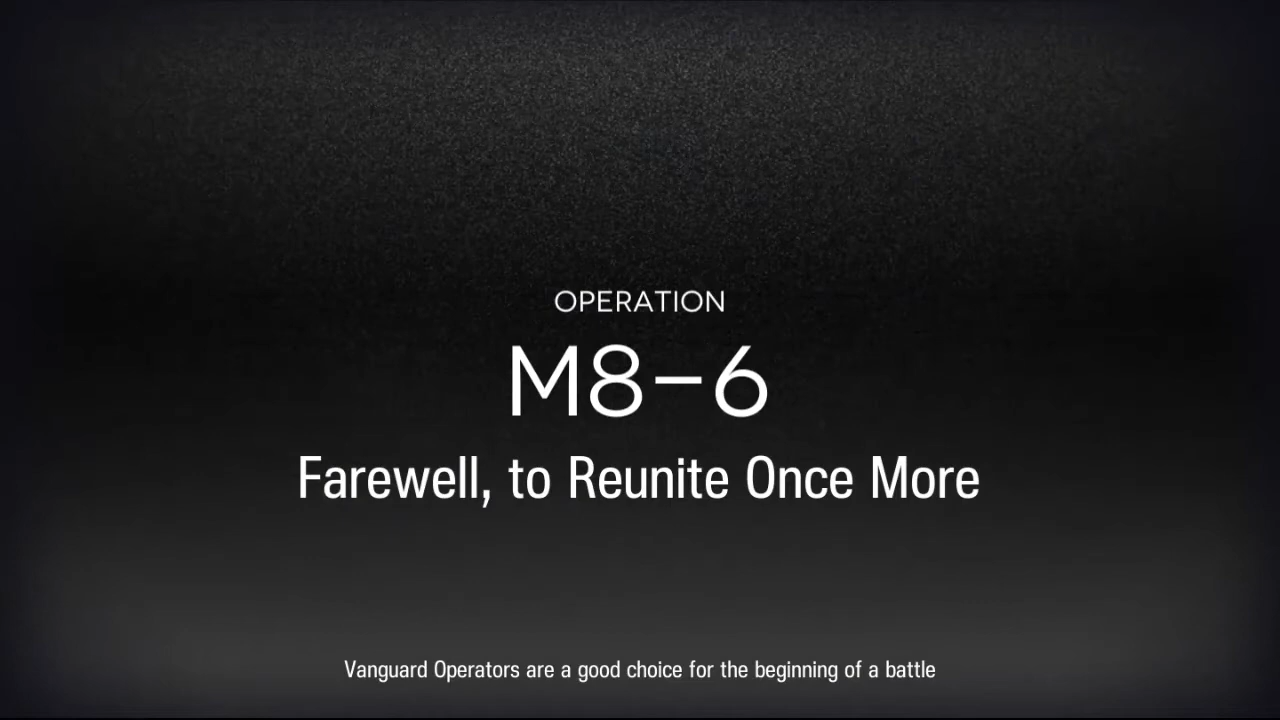 OPERATION
M8-6
Farewell, to Reunite Once More
Vanguard Operators are a good choice for the beginning of a battle